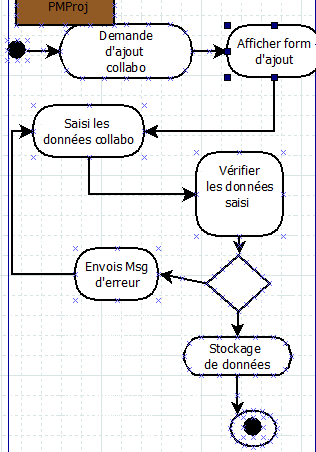 PMProj
Demande
d'ajout
collabo
Afficher form
d'ajout
Saisi les
données collabo
Vérifier
les données
saisi
Envois Msg
d'erreur
Stockage
de données